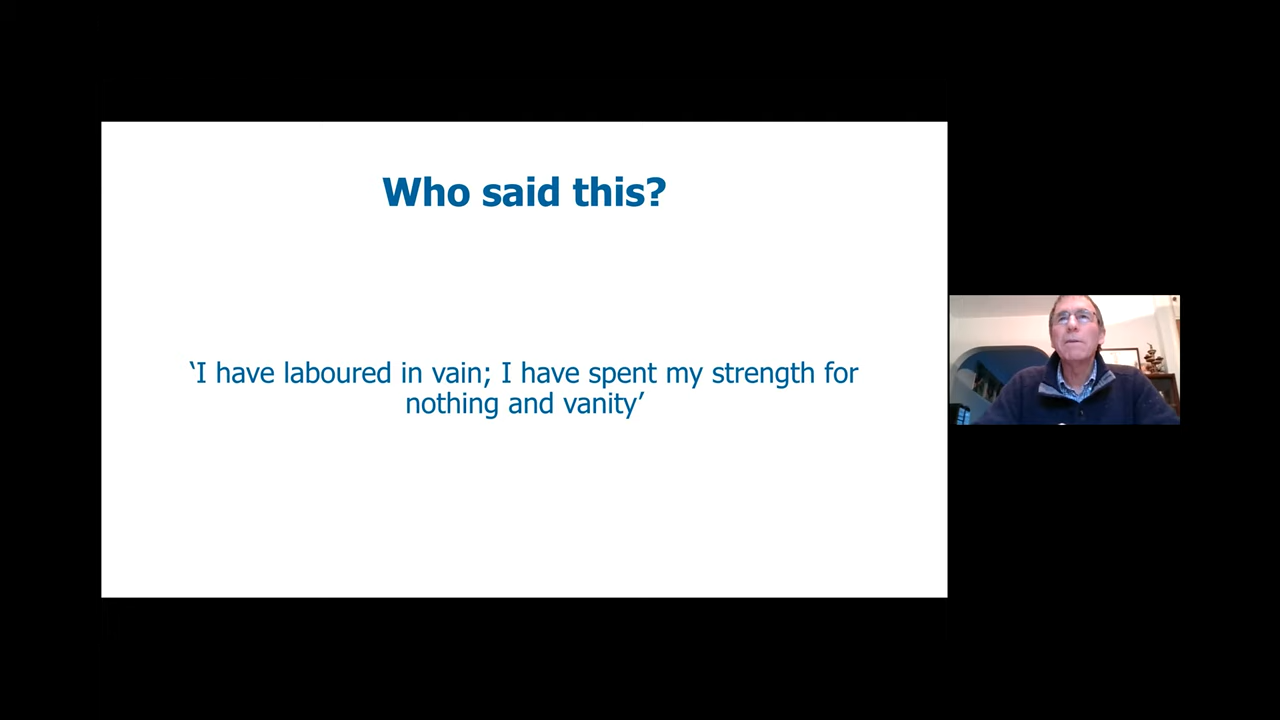 Who said this?
‘I have laboured in vain; I have spent my strength for
nothing and vanity’